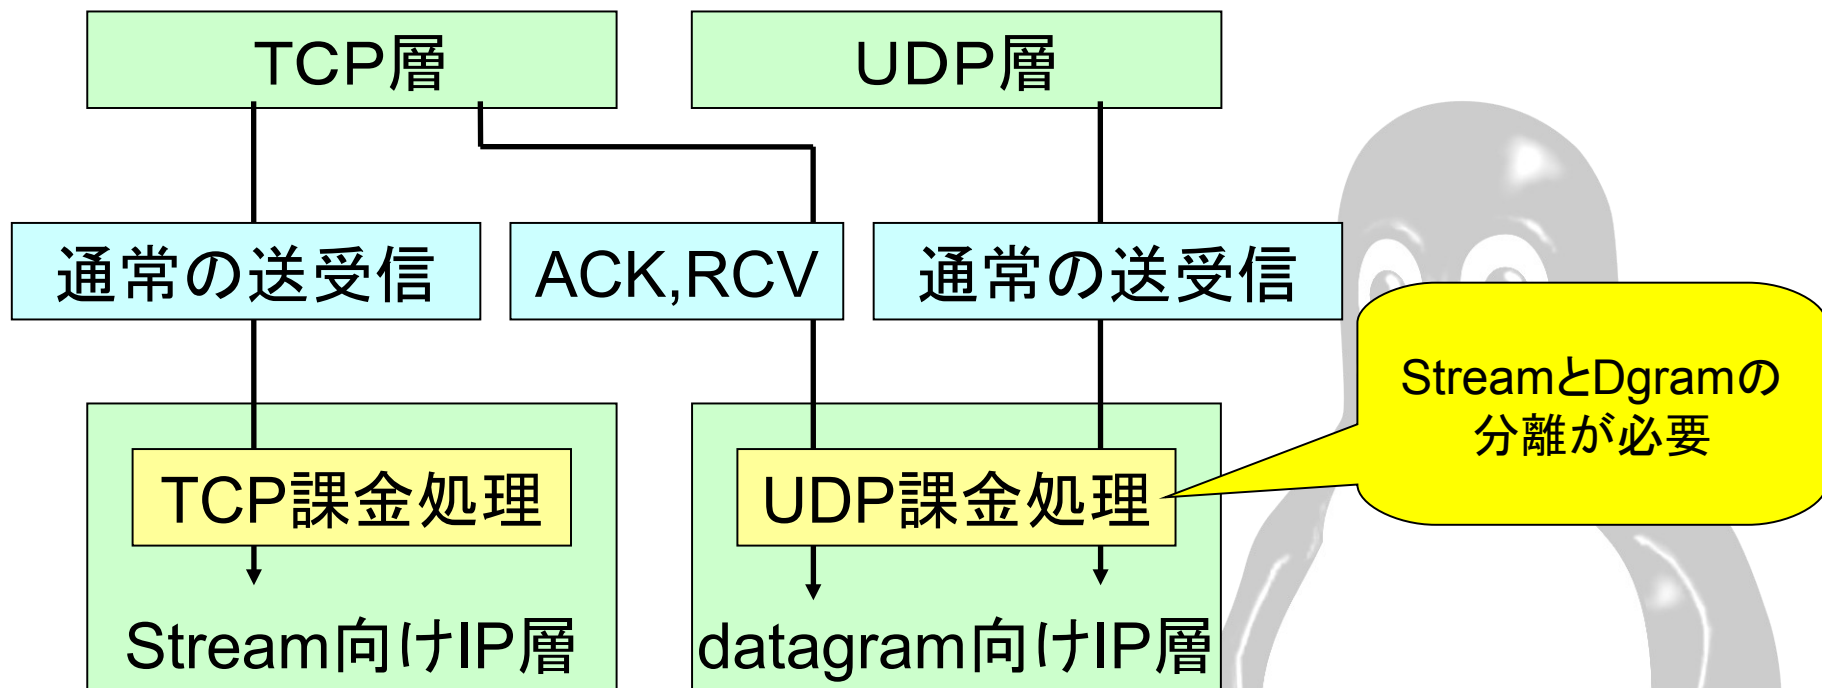 TCP層
UDP層
通常の送受信
ACK,RCV
通常の送受信
StreamとDgramの
分離が必要
TCP課金処理
UDP課金処理
Stream向けIP層
datagram向けIP層